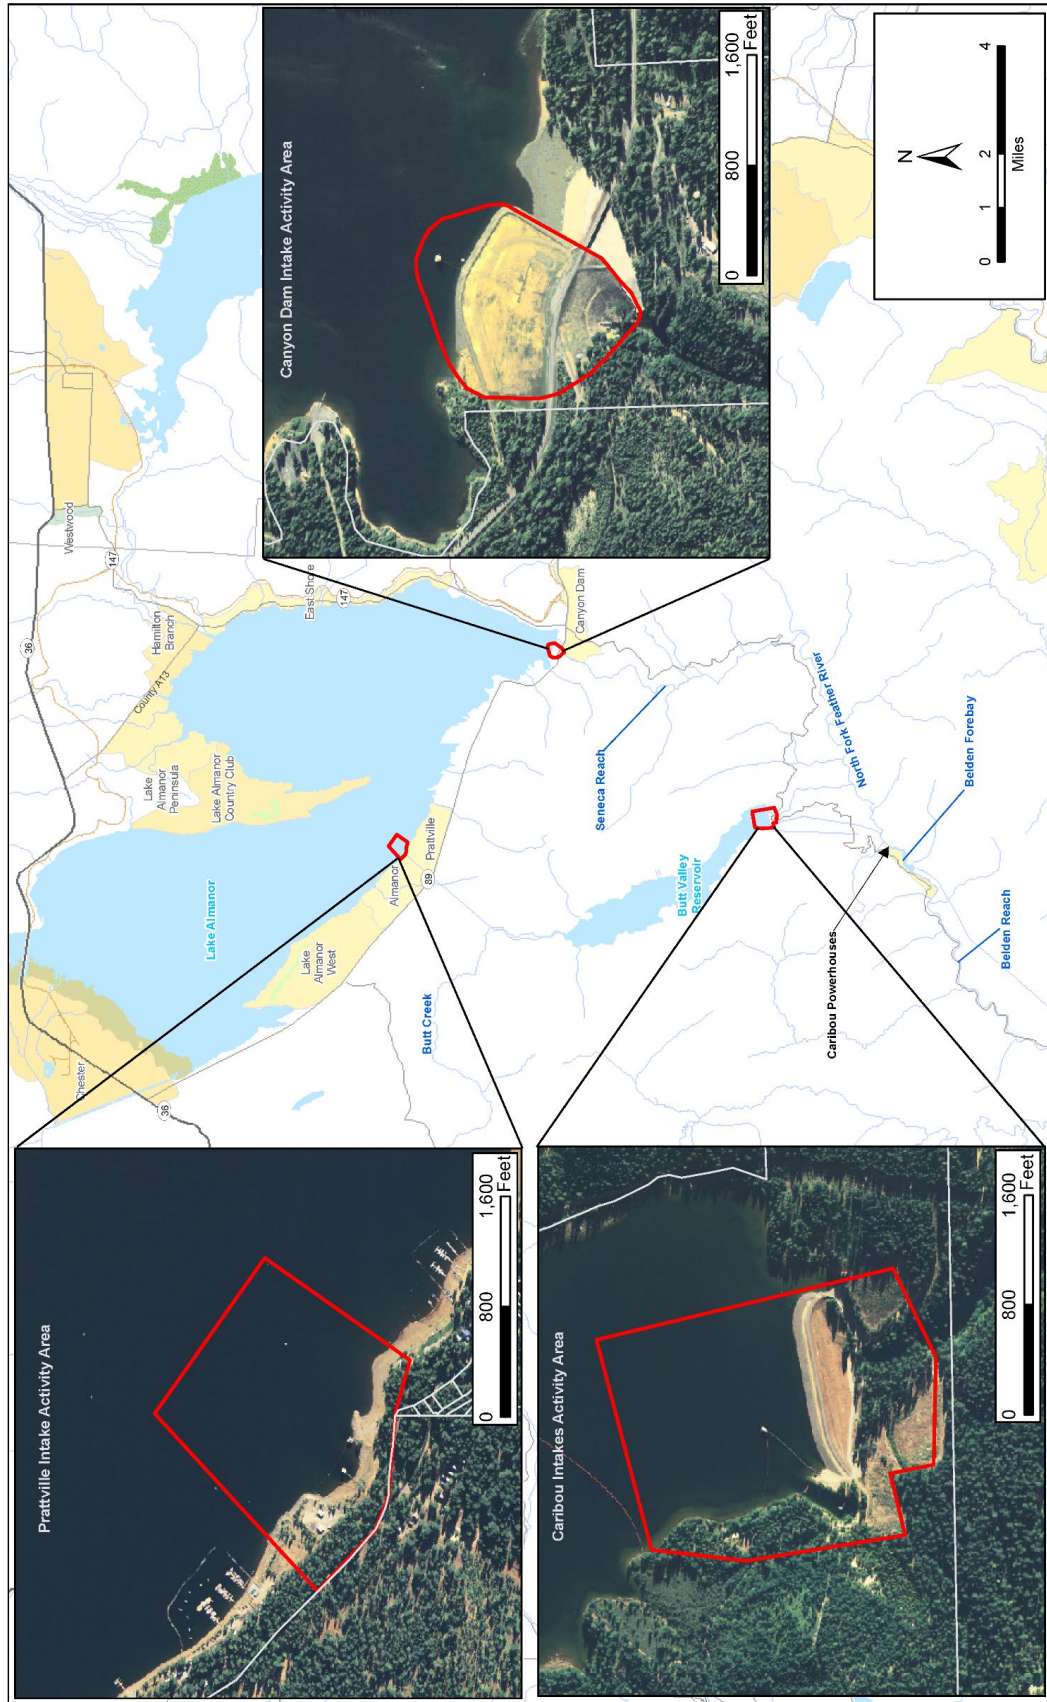 Prattville Intake Activity Area
0 800 1,600
Feet
Caribou Intakes Activity Area
0 800 1,600
Feet
Canyon Dam Intake Activity Area
0 800 1,600
Feet
36
Chester
36
Lake Almanor
Lake
Almanor
Peninsula
Lake Almanor
Country Club
County A13
Hamilton
Branch
147
Westwood
East Shore
147
Lake
Almanor
West
Almanor
Prattville
89
Butt Creek
Canyon Dam
Seneca Reach
Butt Valley
Reservoir
North Fork Feather River
Caribou Powerhouses
Belden Forebay
Belden Reach
N
0 1 2 4
Miles